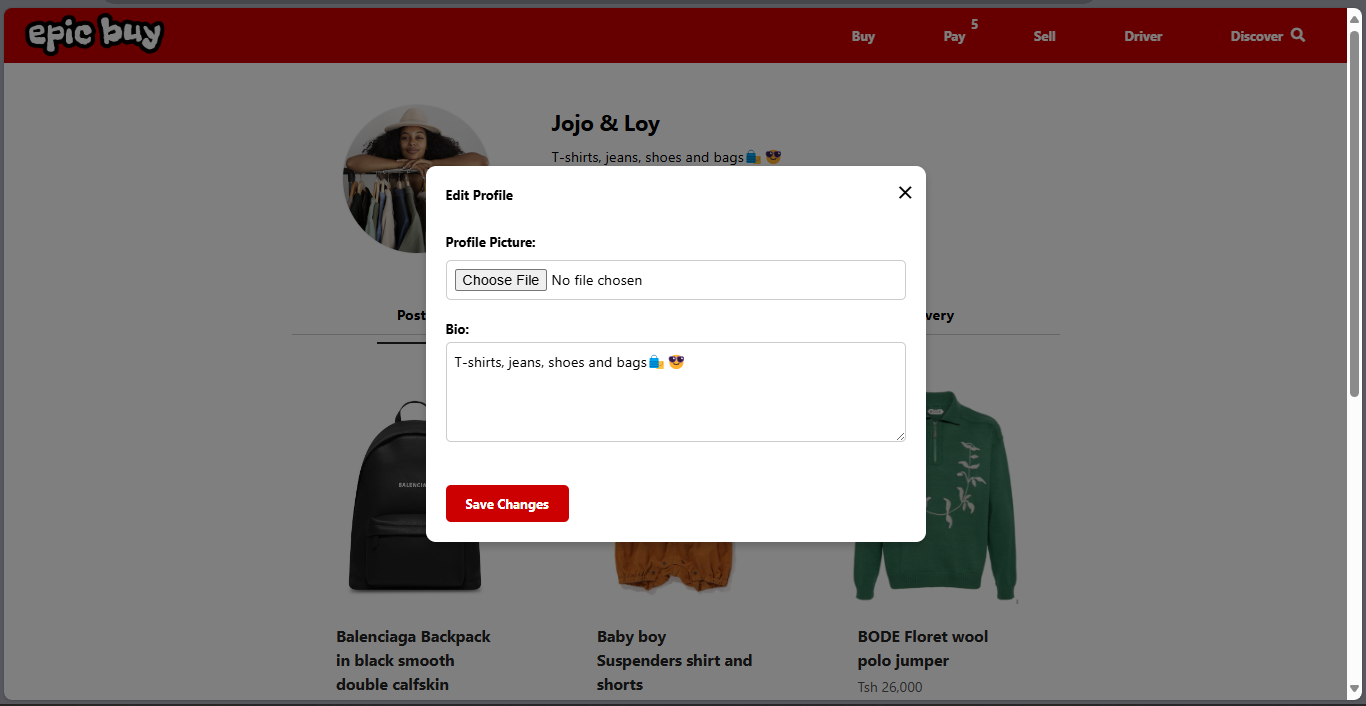 epic buy
Buy
Pay
5
Sell
Driver
Discover
Jojo & Loy
T-shirts, jeans, shoes and bags🛍️ 😎
Edit Profile
Profile Picture:
Choose File No file chosen
Bio:
T-shirts, jeans, shoes and bags🛍️ 😎
Save Changes
Post
very
BALENCIA
Balenciaga Backpack
in black smooth
double calfskin
Baby boy
Suspenders shirt and
shorts
BODE Floret wool
polo jumper
Tsh 26,000